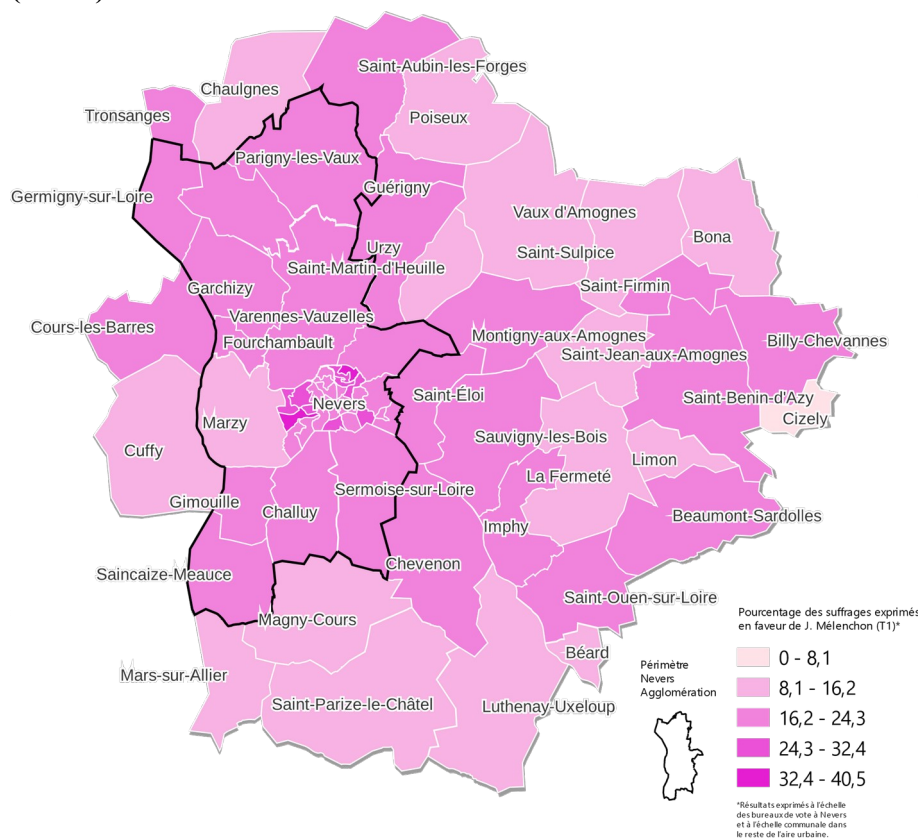 Saint-Aubin-les-Forges
Chaulgnes
Tronsanges
Poiseux
Parigny-les-Vaux
Germigny-sur-Loire
Guérigny
Vaux d'Amognes
Bona
Urzy
Saint-Sulpice
Saint-Martin-d'Heuille
Garchizy
Saint-Firmin
Varennes-Vauzelles
Cours-les-Barres
Fourchambault
Montigny-aux-Amognes
Billy-Chevannes
Saint-Jean-aux-Amognes
Saint-Éloi
Saint-Benin-d'Azy
Nevers
Cizely
Marzy
Sauvigny-les-Bois
Cuffy
Limon
La Fermeté
Sermoise-sur-Loire
Gimouille
Challuy
Beaumont-Sardolles
Imphy
Chevenon
Saincaize-Meauce
Saint-Ouen-sur-Loire
Magny-Cours
Béard
Mars-sur-Allier
Saint-Parize-le-Châtel
Luthenay-Uxeloup
Pourcentage des suffrages exprimés
en faveur de J. Mélenchon (T1)*
Périmètre
Nevers
Agglomération
0 - 8,1
8,1 - 16,2
16,2 - 24,3
24,3 - 32,4
32,4 - 40,5
*Résultats exprimés à l'échelle
des bureaux de vote à Nevers
et à l'échelle communale dans
le reste de l'aire urbaine.